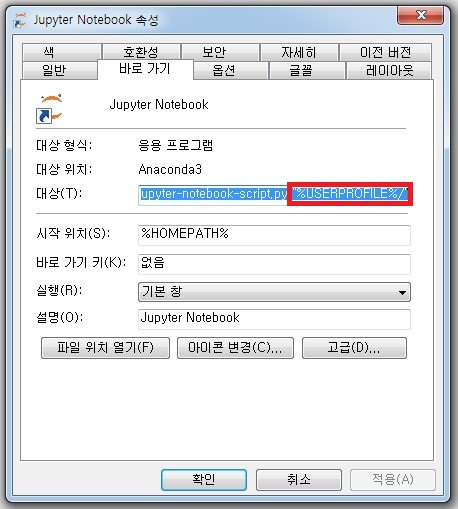 Jupyter Notebook 속성
색 호환성 보안 자세히 이전 버전
일반 바로 가기 옵션 글꼴 레이아웃
Jupyter Notebook
대상 형식: 응용 프로그램
대상 위치: Anaconda3
대상(T): upyter-notebook-script.py "%USERPROFILE%/"
시작 위치(S): %HOMEPATH%
바로 가기 키(K): 없음
실행(R): 기본 창
설명(O): Jupyter Notebook
파일 위치 열기(F) 아이콘 변경(C)... 고급(D)...
확인 취소 적용(A)